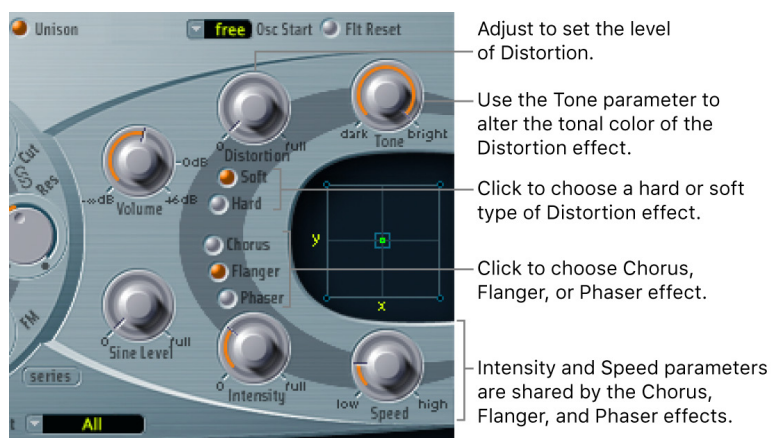 Unison
free Osc Start Flt Reset
Adjust to set the level
of Distortion.
0 full
Distortion
dark bright
Tone
Use the Tone parameter to
alter the tonal color of the
Distortion effect.
Cut
Res
-∞dB -0dB +6dB
Volume
Soft
Hard
Click to choose a hard or soft
type of Distortion effect.
Chorus
Flanger
Phaser
y
x
Click to choose Chorus,
Flanger, or Phaser effect.
FM
0 full
Sine Level
0 full
Intensity
low high
Speed
Intensity and Speed parameters
are shared by the Chorus,
Flanger, and Phaser effects.
series
t All